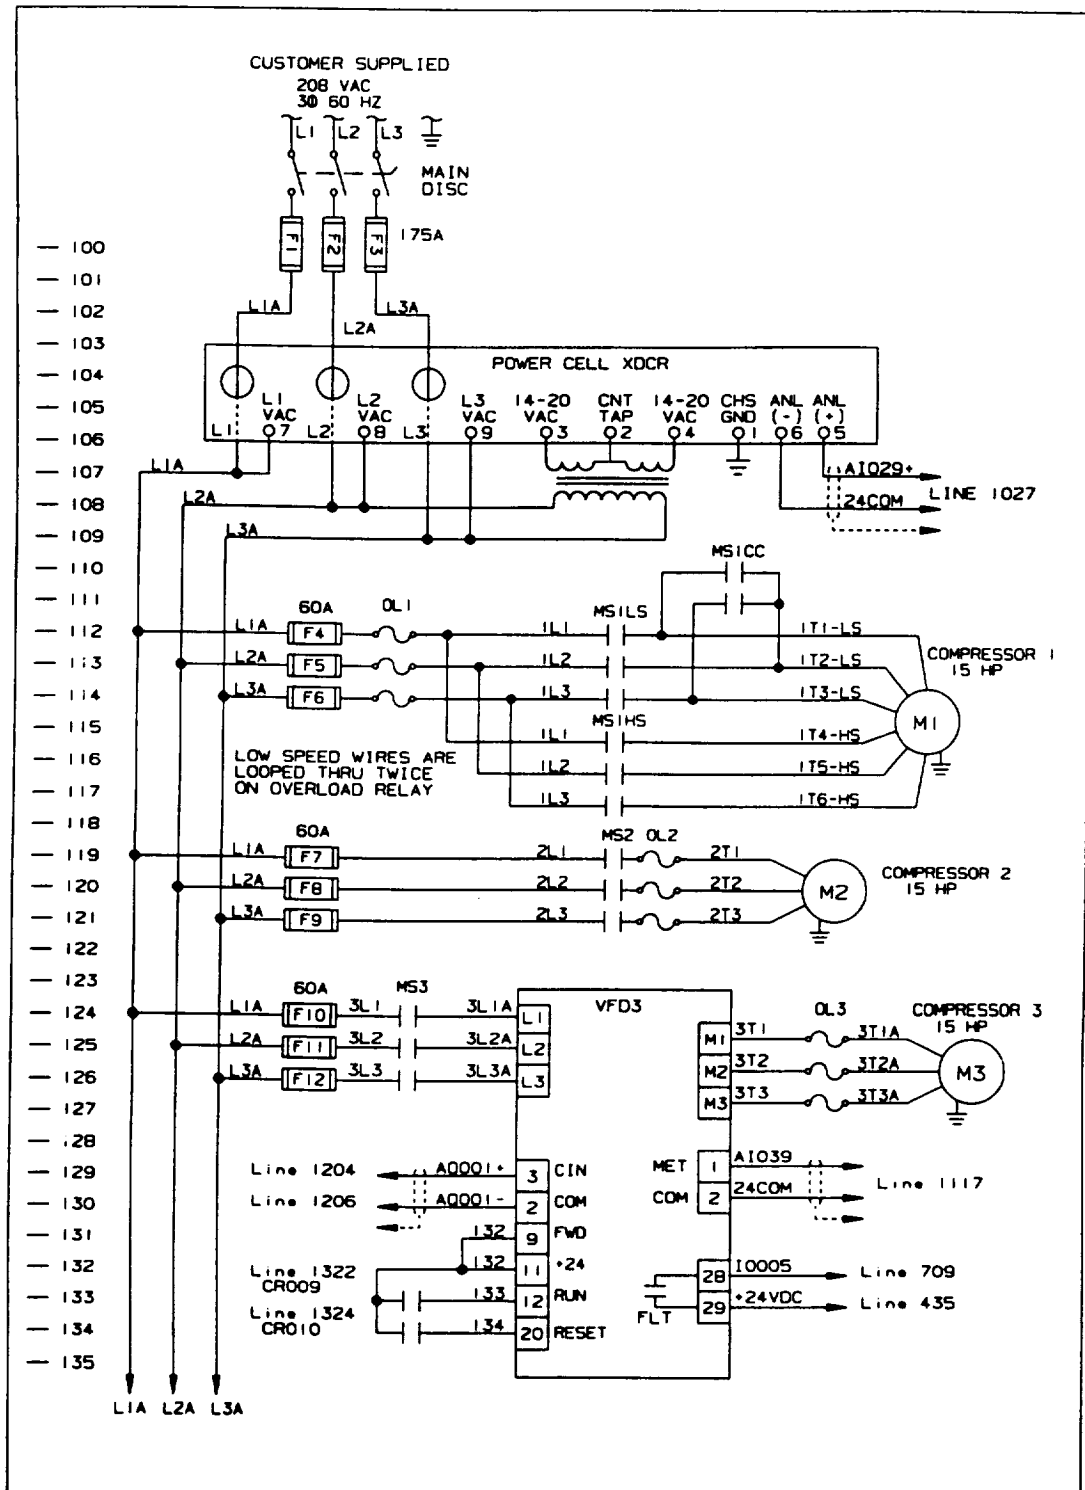 CUSTOMER SUPPLIED
208 VAC
3Φ 60 HZ
L1 L2 L3
MAIN
DISC
F1 F2 F3 175A
100
101
L1A L3A
102
L2A
103
POWER CELL XDCR
104
L1 VAC L2 VAC L3 VAC 14-20 VAC CNT TAP 14-20 VAC CHS GND ANL (-) ANL (+)
105
L1 7 L2 8 L3 9 3 2 4 1 6 5
106
L1A AI029+
107
L2A 24COM LINE 1027
108
L3A
109
MS1CC
110
111
60A OL1 MS1LS
L1A F4 1L1 1T1-LS
112
L2A F5 1L2 1T2-LS
113
COMPRESSOR 1
15 HP
L3A F6 1L3 1T3-LS
114
MS1HS M1
115
1L1 1T4-HS
LOW SPEED WIRES ARE
LOOPED THRU TWICE
ON OVERLOAD RELAY
116
1L2 1T5-HS
117
1L3 1T6-HS
118
60A MS2 OL2
L1A F7 2L1 2T1
119
COMPRESSOR 2
15 HP
L2A F8 2L2 2T2 M2
120
L3A F9 2L3 2T3
121
122
123
60A MS3 VFD3 OL3
COMPRESSOR 3
15 HP
L1A F10 3L1 3L1A L1
124
M1 3T1 3T1A
L2A F11 3L2 3L2A L2
125
M2 3T2 3T2A M3
L3A F12 3L3 3L3A L3
126
M3 3T3 3T3A
127
128
Line 1204 AO001+ 3 CIN
129
MET 1 AI039
Line 1117
Line 1206 AO001- 2 COM
130
COM 2 24COM
132 9 FWD
131
Line 1322
CR009
132 11 +24
132
28 IO005 Line 709
Line 1324
CR010
133 12 RUN
133
FLT 29 +24VDC Line 435
134 20 RESET
134
135
L1A L2A L3A